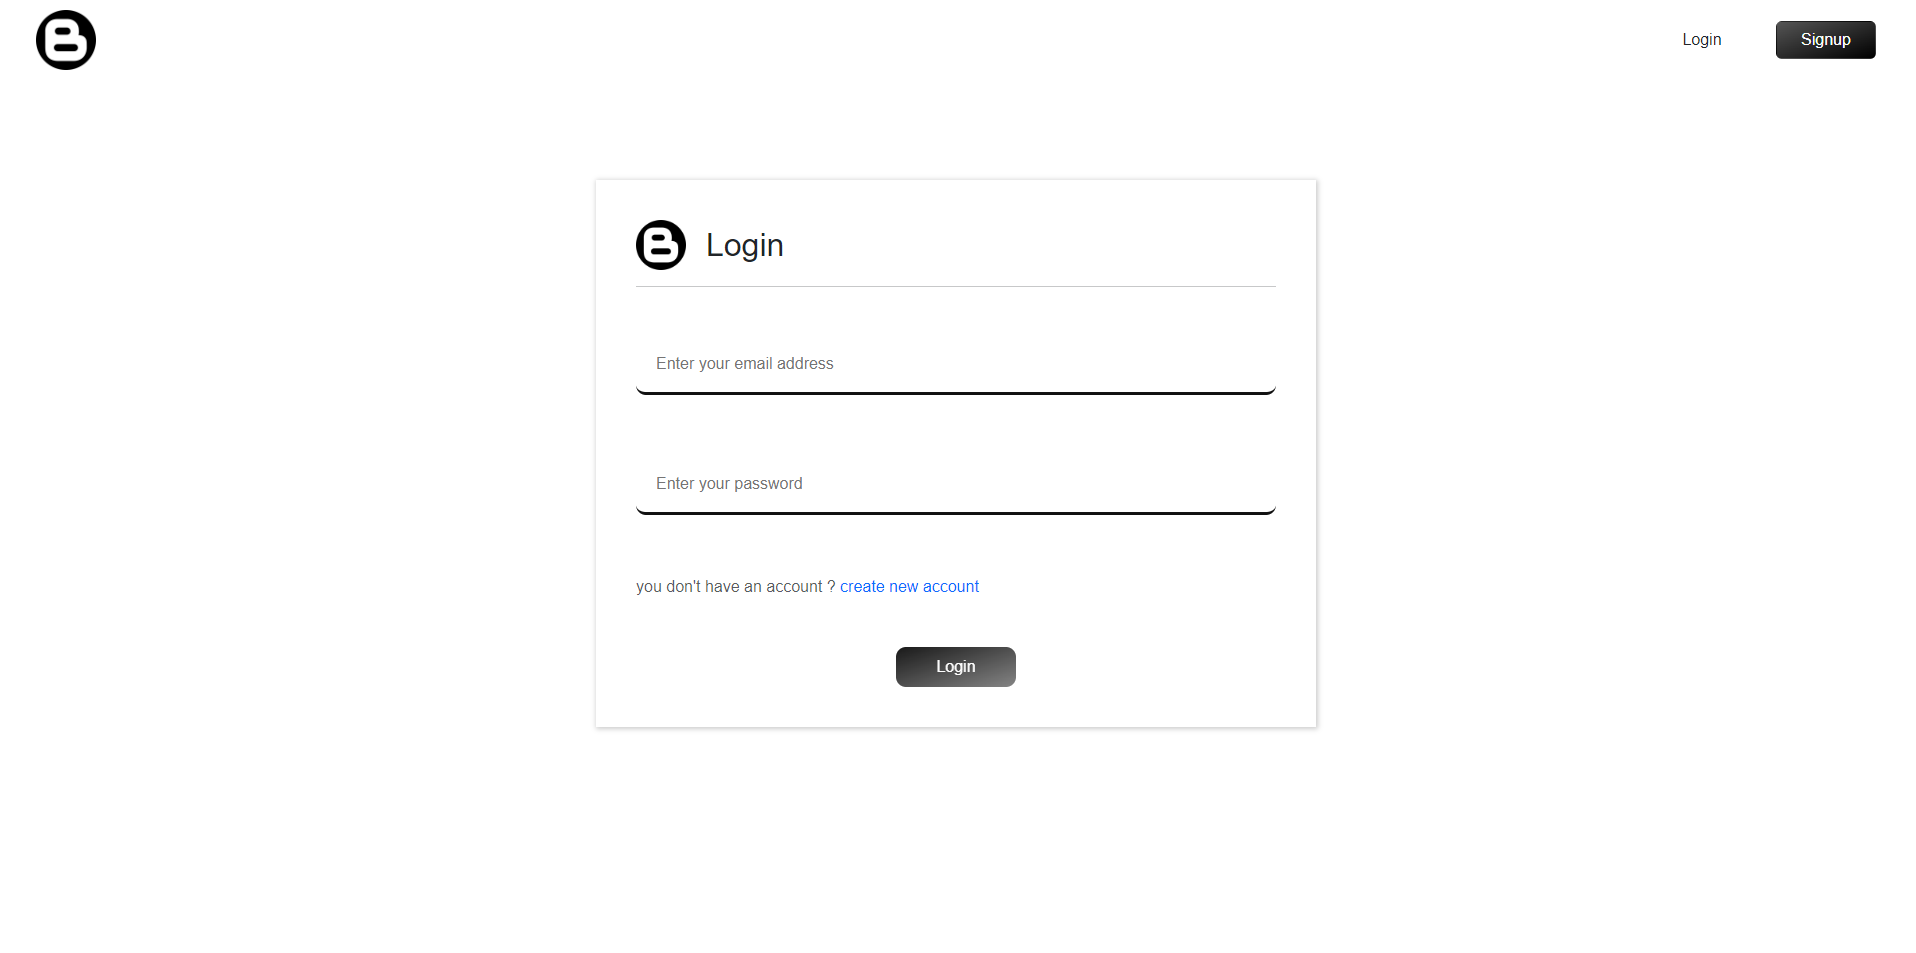 Login
Signup
Login
Enter your email address
Enter your password
you don't have an account ? create new account
Login